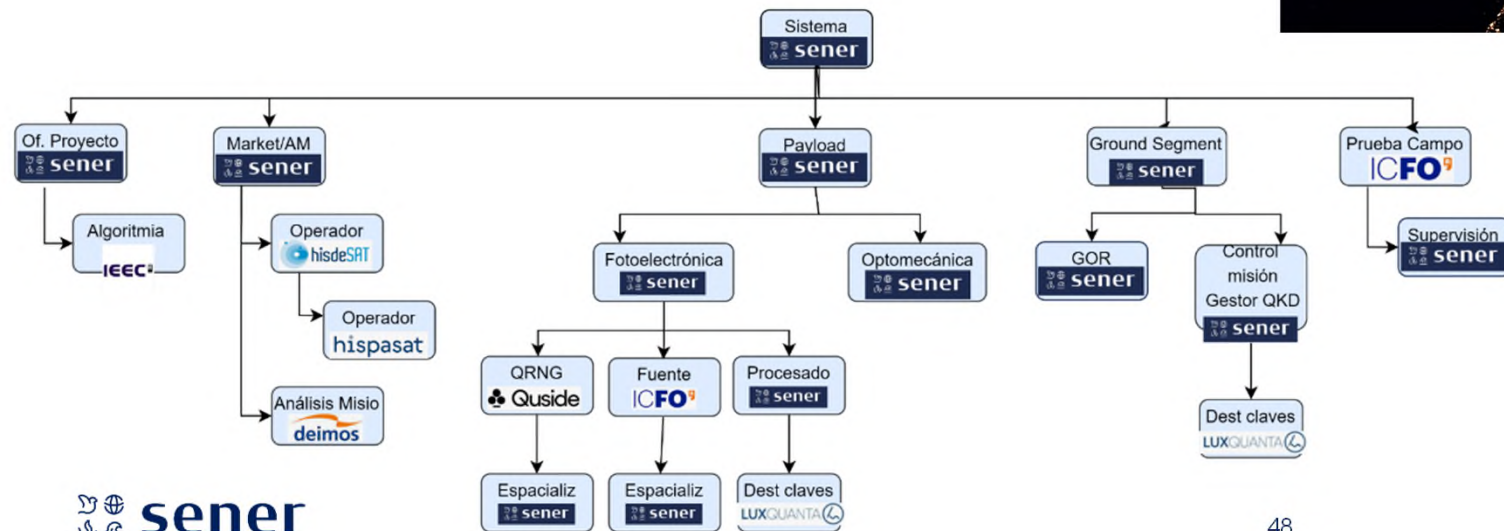 Sistema
sener
Of. Proyecto
sener
Market/AM
sener
Payload
sener
Ground Segment
sener
Prueba Campo
ICFO
Algoritmia
IEEC
Operador
hisdeSAT
Operador
hispasat
Análisis Misio
deimos
Fotoelectrónica
sener
Optomecánica
sener
GOR
sener
Control
misión
Gestor QKD
sener
Supervisión
sener
QRNG
Quside
Fuente
ICFO
Procesado
sener
Dest claves
LUXQUANTA
Espacializ
sener
Espacializ
sener
Dest claves
LUXQUANTA
sener
48